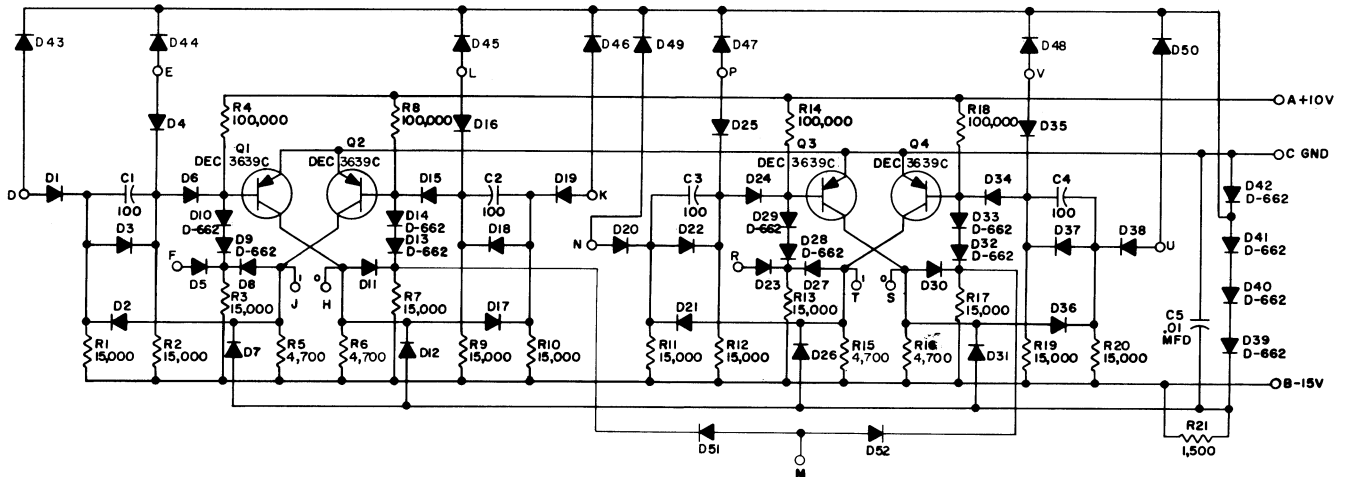 D43
D44
D45
D46
D49
D47
D48
D50
E
L
P
V
R4
100,000
R8
100,000
R14
100,000
R18
100,000
A+10V
D4
D16
D25
D35
Q1
DEC 3639C
Q2
DEC 3639C
Q3
DEC 3639C
Q4
DEC 3639C
C GND
D
D1
C1
100
D6
D15
C2
100
D19
K
C3
100
D24
D34
C4
100
D42
D-662
D10
D-662
D14
D-662
D29
D-662
D33
D-662
D3
D18
N
D20
D22
D37
D38
U
D41
D-662
D9
D-662
D13
D-662
D28
D-662
D32
D-662
F
D5
D8
1
J
0
H
D11
R
D23
D27
1
T
0
S
D30
D40
D-662
R3
15,000
R7
15,000
R13
15,000
R17
15,000
D2
D17
D21
D36
C5
.01
MFD
D39
D-662
R1
15,000
R2
15,000
D7
R5
4,700
R6
4,700
D12
R9
15,000
R10
15,000
R11
15,000
R12
15,000
D26
R15
4,700
R16
4,700
D31
R19
15,000
R20
15,000
B-15V
D51
D52
M
R21
1,500